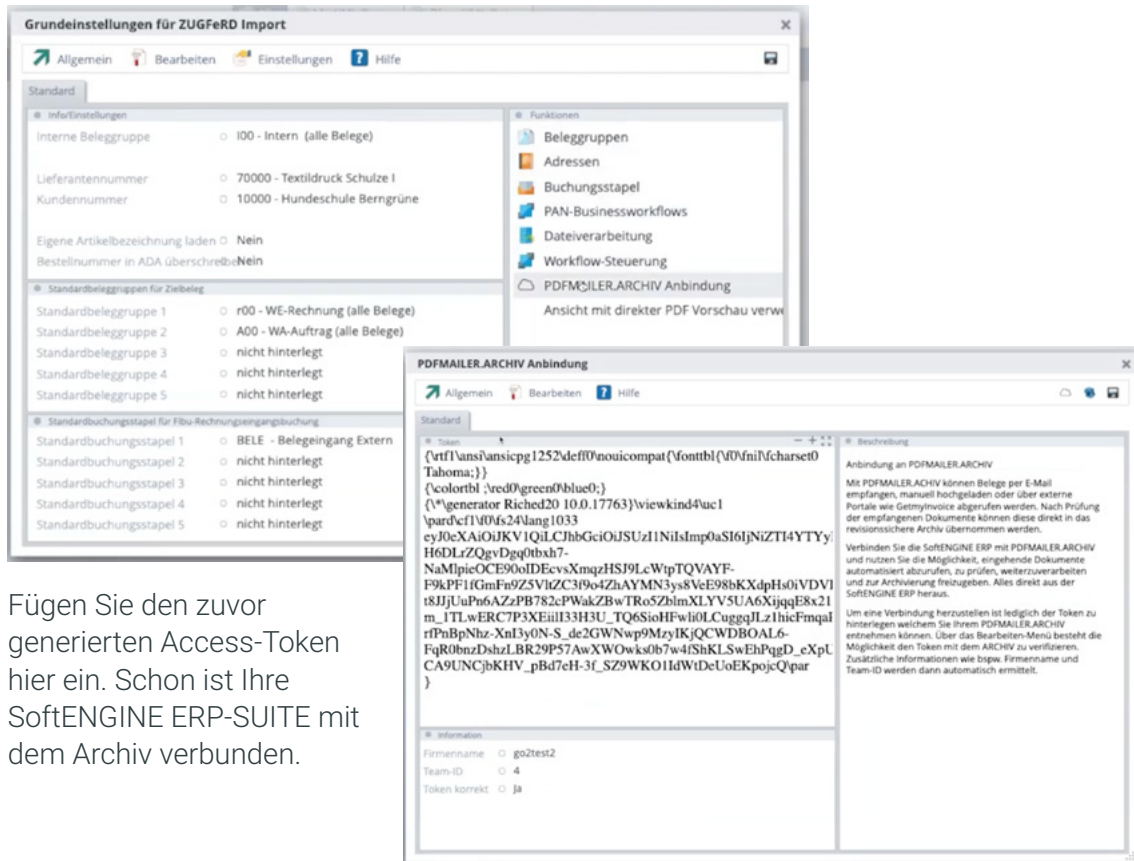 Grundeinstellungen für ZUGFeRD Import
Allgemein Bearbeiten Einstellungen Hilfe
Standard
Info/Einstellungen
Interne Beleggruppe I00 - Intern (alle Belege)
Lieferantennummer 70000 - Textildruck Schulze I
Kundennummer 10000 - Hundeschule Berngrüne
Eigene Artikelbezeichnung laden Nein
Bestellnummer in ADA überschreibe Nein
Standardbeleggruppen für Zielbeleg
Standardbeleggruppe 1 r00 - WE-Rechnung (alle Belege)
Standardbeleggruppe 2 A00 - WA-Auftrag (alle Belege)
Standardbeleggruppe 3 nicht hinterlegt
Standardbeleggruppe 4 nicht hinterlegt
Standardbeleggruppe 5 nicht hinterlegt
Standardbuchungsstapel für Fibu-Rechnungseingangsbuchung
Standardbuchungsstapel 1 BELE - Belegeingang Extern
Standardbuchungsstapel 2 nicht hinterlegt
Standardbuchungsstapel 3 nicht hinterlegt
Standardbuchungsstapel 4 nicht hinterlegt
Standardbuchungsstapel 5 nicht hinterlegt
Funktionen
Beleggruppen
Adressen
Buchungsstapel
PAN-Businessworkflows
Dateiverarbeitung
Workflow-Steuerung
PDFMAILER.ARCHIV Anbindung
Ansicht mit direkter PDF Vorschau verwe
Fügen Sie den zuvor
generierten Access-Token
hier ein. Schon ist Ihre
SoftENGINE ERP-SUITE mit
dem Archiv verbunden.
PDFMAILER.ARCHIV Anbindung
Allgemein Bearbeiten Hilfe
Standard
Token
{\rtf1\ansi\ansicpg1252\deff0\nouicompat{\fonttbl{\f0\fnil\fcharset0
Tahoma;}}
{\colortbl ;\red0\green0\blue0;}
{\*\generator Riched20 10.0.17763}\viewkind4\uc1
\pard\cf1\f0\fs24\lang1033
\par
}
Information
Firmenname go2test2
Team-ID 4
Token korrekt Ja
Beschreibung
Anbindung an PDFMAILER.ARCHIV
Mit PDFMAILER.ACHIV können Belege per E-Mail
empfangen, manuell hochgeladen oder über externe
Portale wie GetmyInvoice abgerufen werden. Nach Prüfung
der empfangenen Dokumente können diese direkt in das
revisionssichere Archiv übernommen werden.
Verbinden Sie die SoftENGINE ERP mit PDFMAILER.ARCHIV
und nutzen Sie die Möglichkeit, eingehende Dokumente
automatisiert abzurufen, zu prüfen, weiterzuverarbeiten
und zur Archivierung freizugeben. Alles direkt aus der
SoftENGINE ERP heraus.
Um eine Verbindung herzustellen ist lediglich der Token zu
hinterlegen welchem Sie Ihrem PDFMAILER.ARCHIV
entnehmen können. Über das Bearbeiten-Menü besteht die
Möglichkeit den Token mit dem ARCHIV zu verifizieren.
Zusätzliche Informationen wie bspw. Firmenname und
Team-ID werden dann automatisch ermittelt.